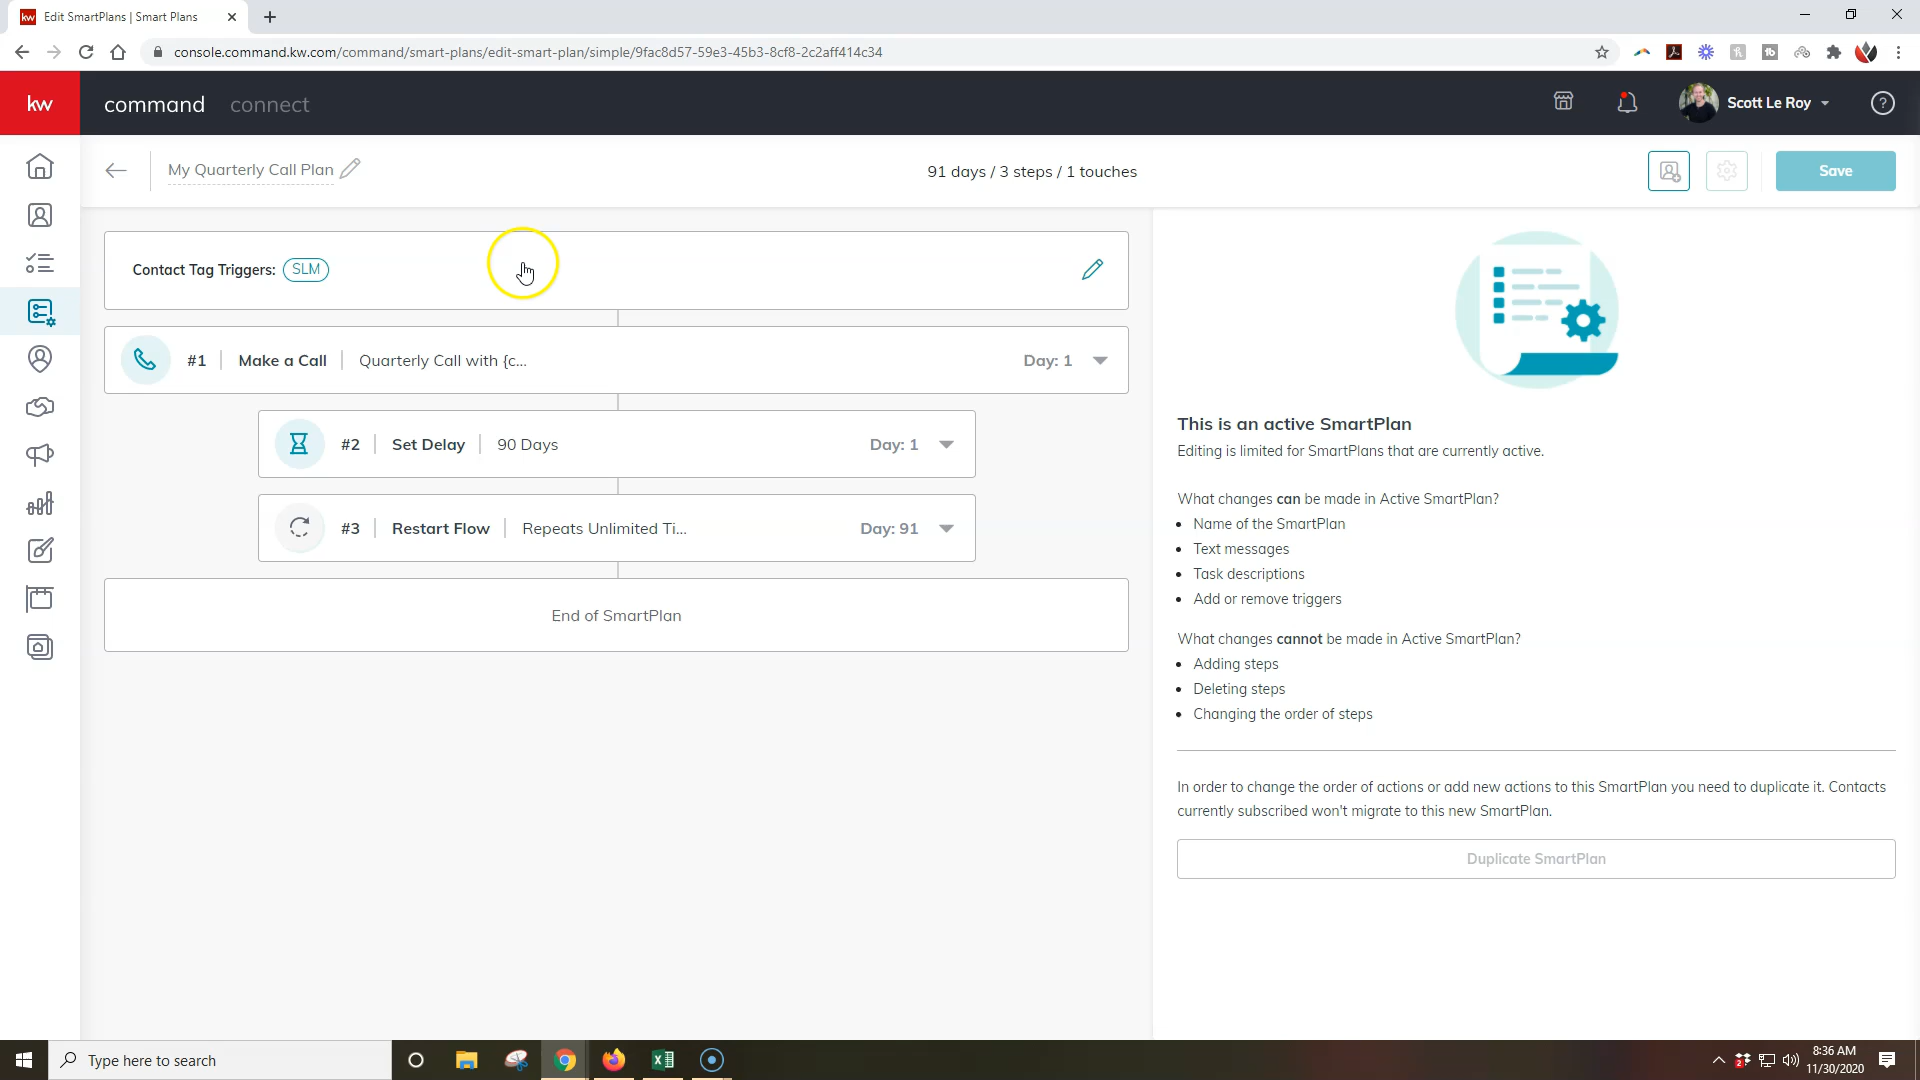 Edit SmartPlans | Smart Plans
console.command.kw.com/command/smart-plans/edit-smart-plan/simple/9fac8d57-59e3-45b3-8cf8-2c2aff414c34
kw command connect Scott Le Roy
My Quarterly Call Plan 91 days / 3 steps / 1 touches Save
Contact Tag Triggers: SLM
#1 Make a Call Quarterly Call with {c... Day: 1
#2 Set Delay 90 Days Day: 1
#3 Restart Flow Repeats Unlimited Ti... Day: 91
End of SmartPlan
This is an active SmartPlan
Editing is limited for SmartPlans that are currently active.
What changes can be made in Active SmartPlan?
• Name of the SmartPlan
• Text messages
• Task descriptions
• Add or remove triggers
What changes cannot be made in Active SmartPlan?
• Adding steps
• Deleting steps
• Changing the order of steps
In order to change the order of actions or add new actions to this SmartPlan you need to duplicate it. Contacts
currently subscribed won't migrate to this new SmartPlan.
Duplicate SmartPlan
Type here to search
8:36 AM
11/30/2020